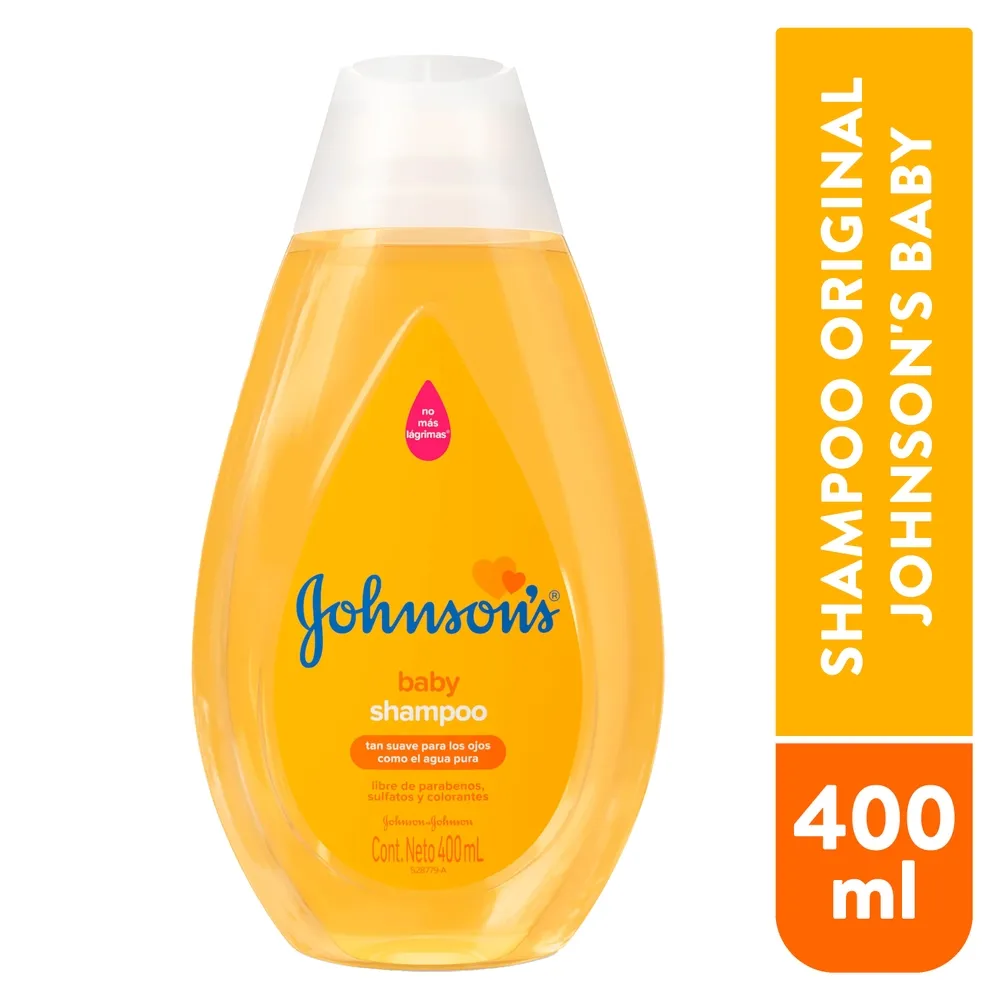 no
más
lágrimas®
Johnson's®
baby
shampoo
tan suave para los ojos
como el agua pura
libre de parabenos,
sulfatos y colorantes
Johnson+Johnson
Cont. Neto 400 mL
528779-A
SHAMPOO ORIGINAL
JOHNSON'S BABY
400
ml